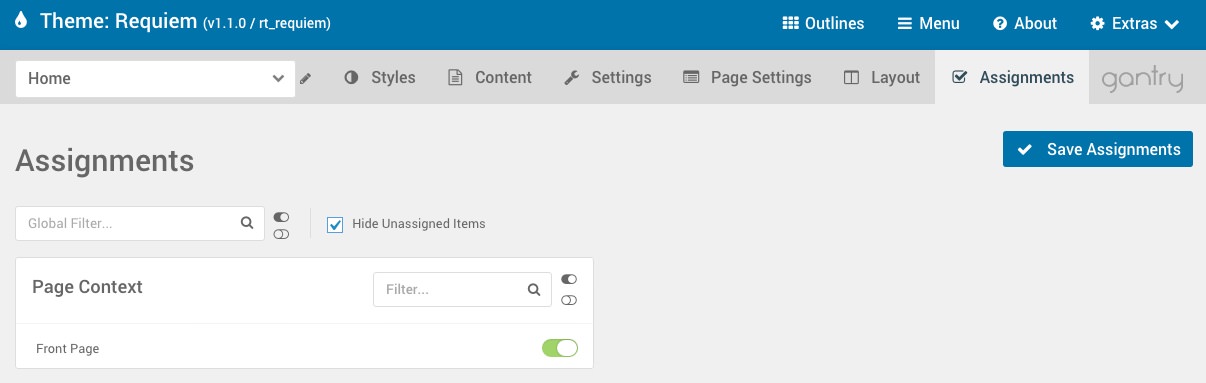 Theme: Requiem (v1.1.0 / rt_requiem) Outlines Menu About Extras
Home Styles Content Settings Page Settings Layout Assignments gantry
Assignments Save Assignments
Global Filter... Hide Unassigned Items
Page Context Filter...
Front Page